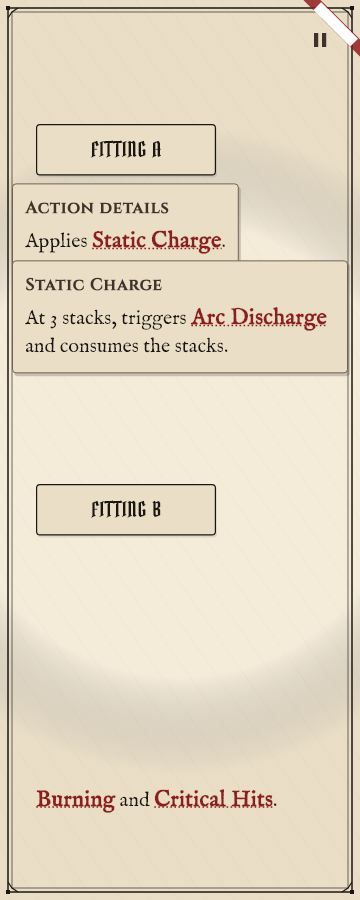 FITTING A
ACTION DETAILS
Applies Static Charge.
STATIC CHARGE
At 3 stacks, triggers Arc Discharge
and consumes the stacks.
FITTING B
Burning and Critical Hits.